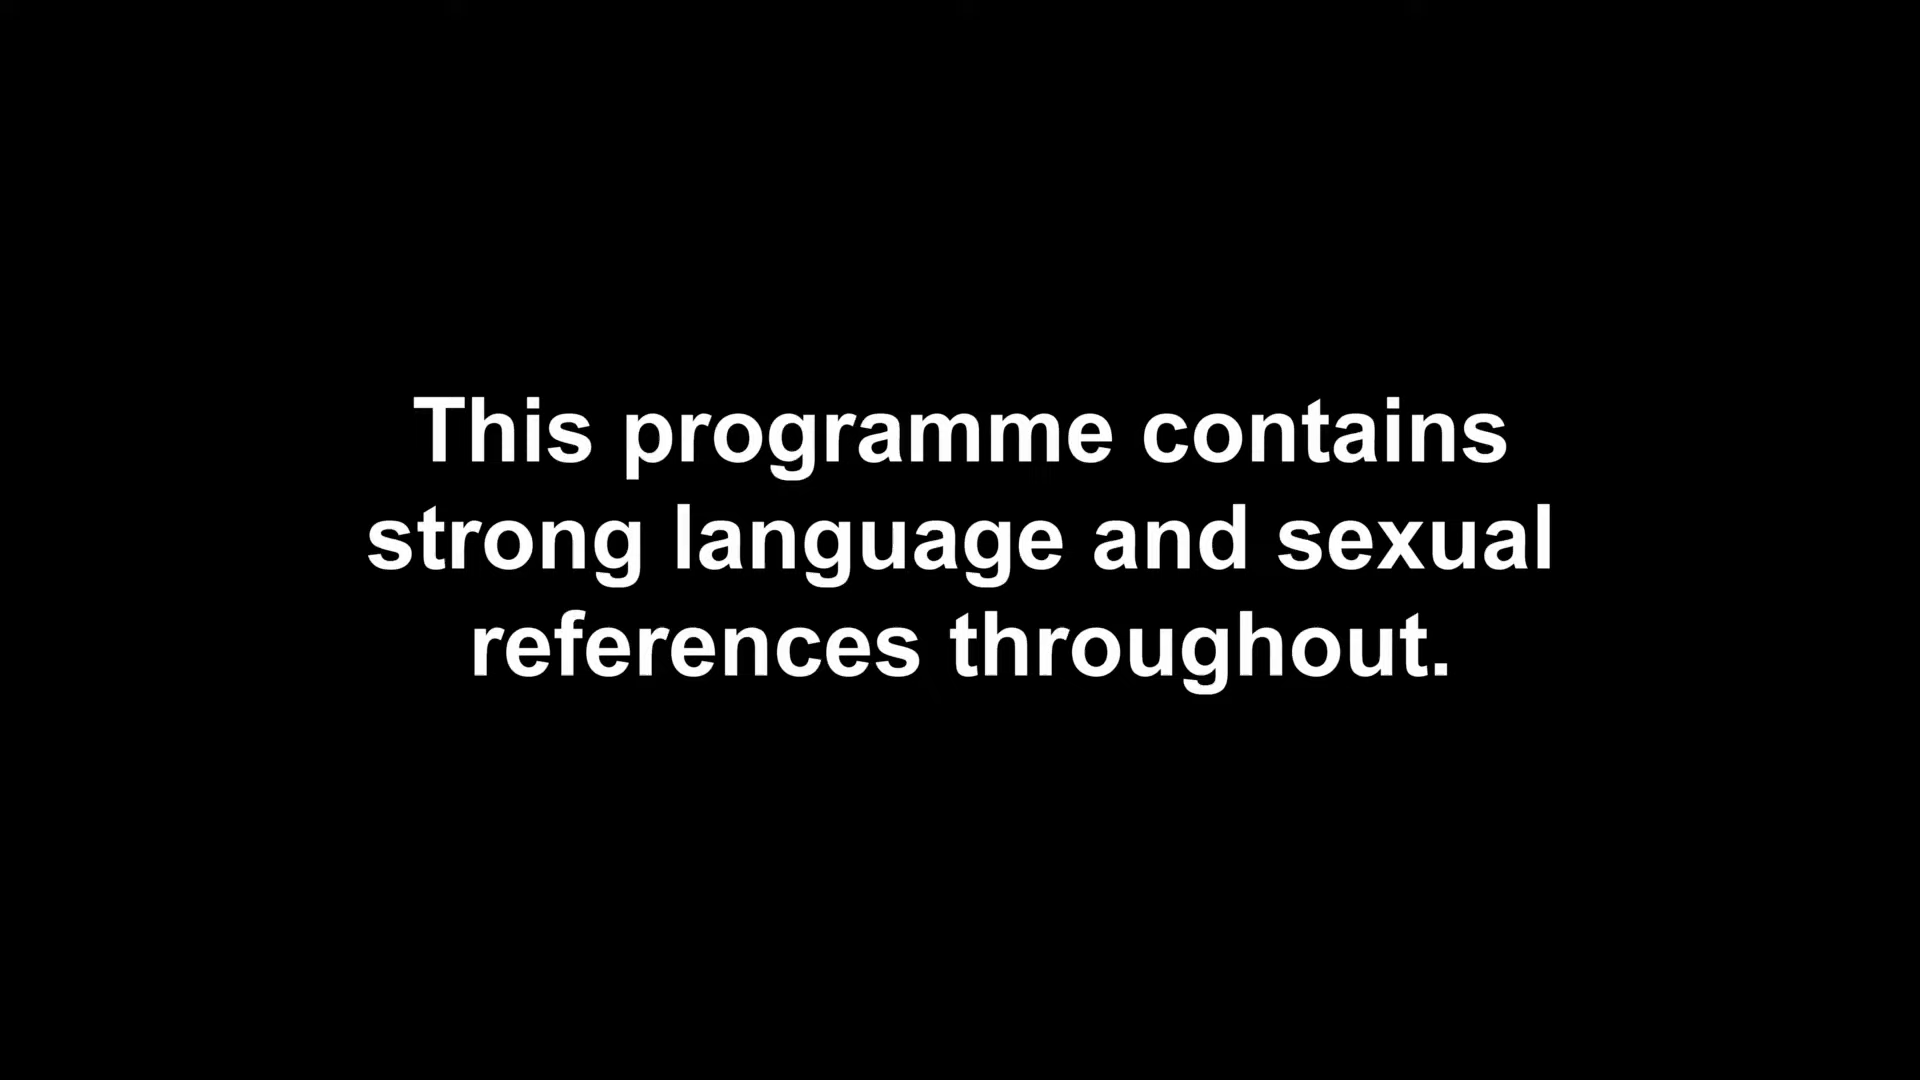 This programme contains
strong language and sexual
references throughout.